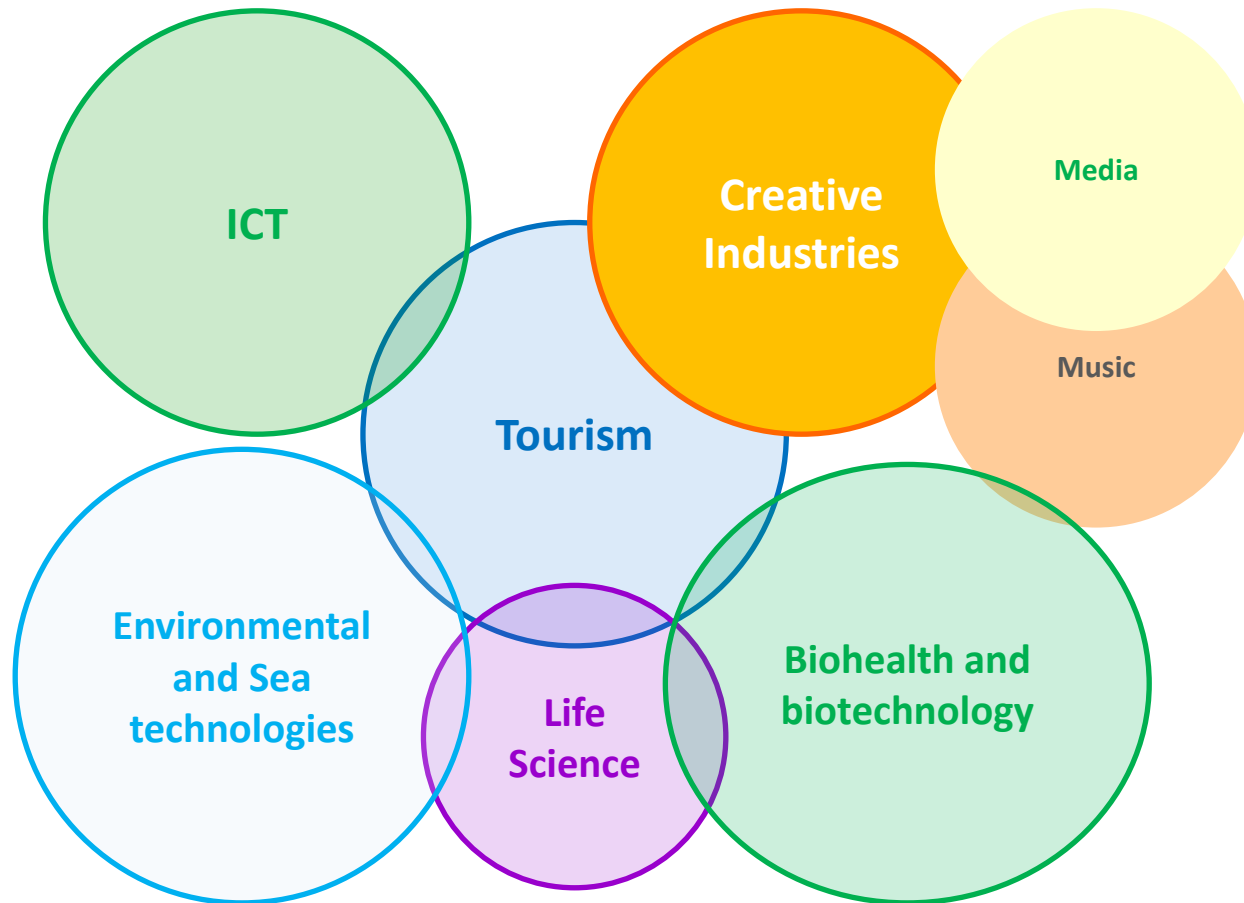 ICT
Creative
Industries
Media
Music
Tourism
Environmental
and Sea
technologies
Life
Science
Biohealth and
biotechnology